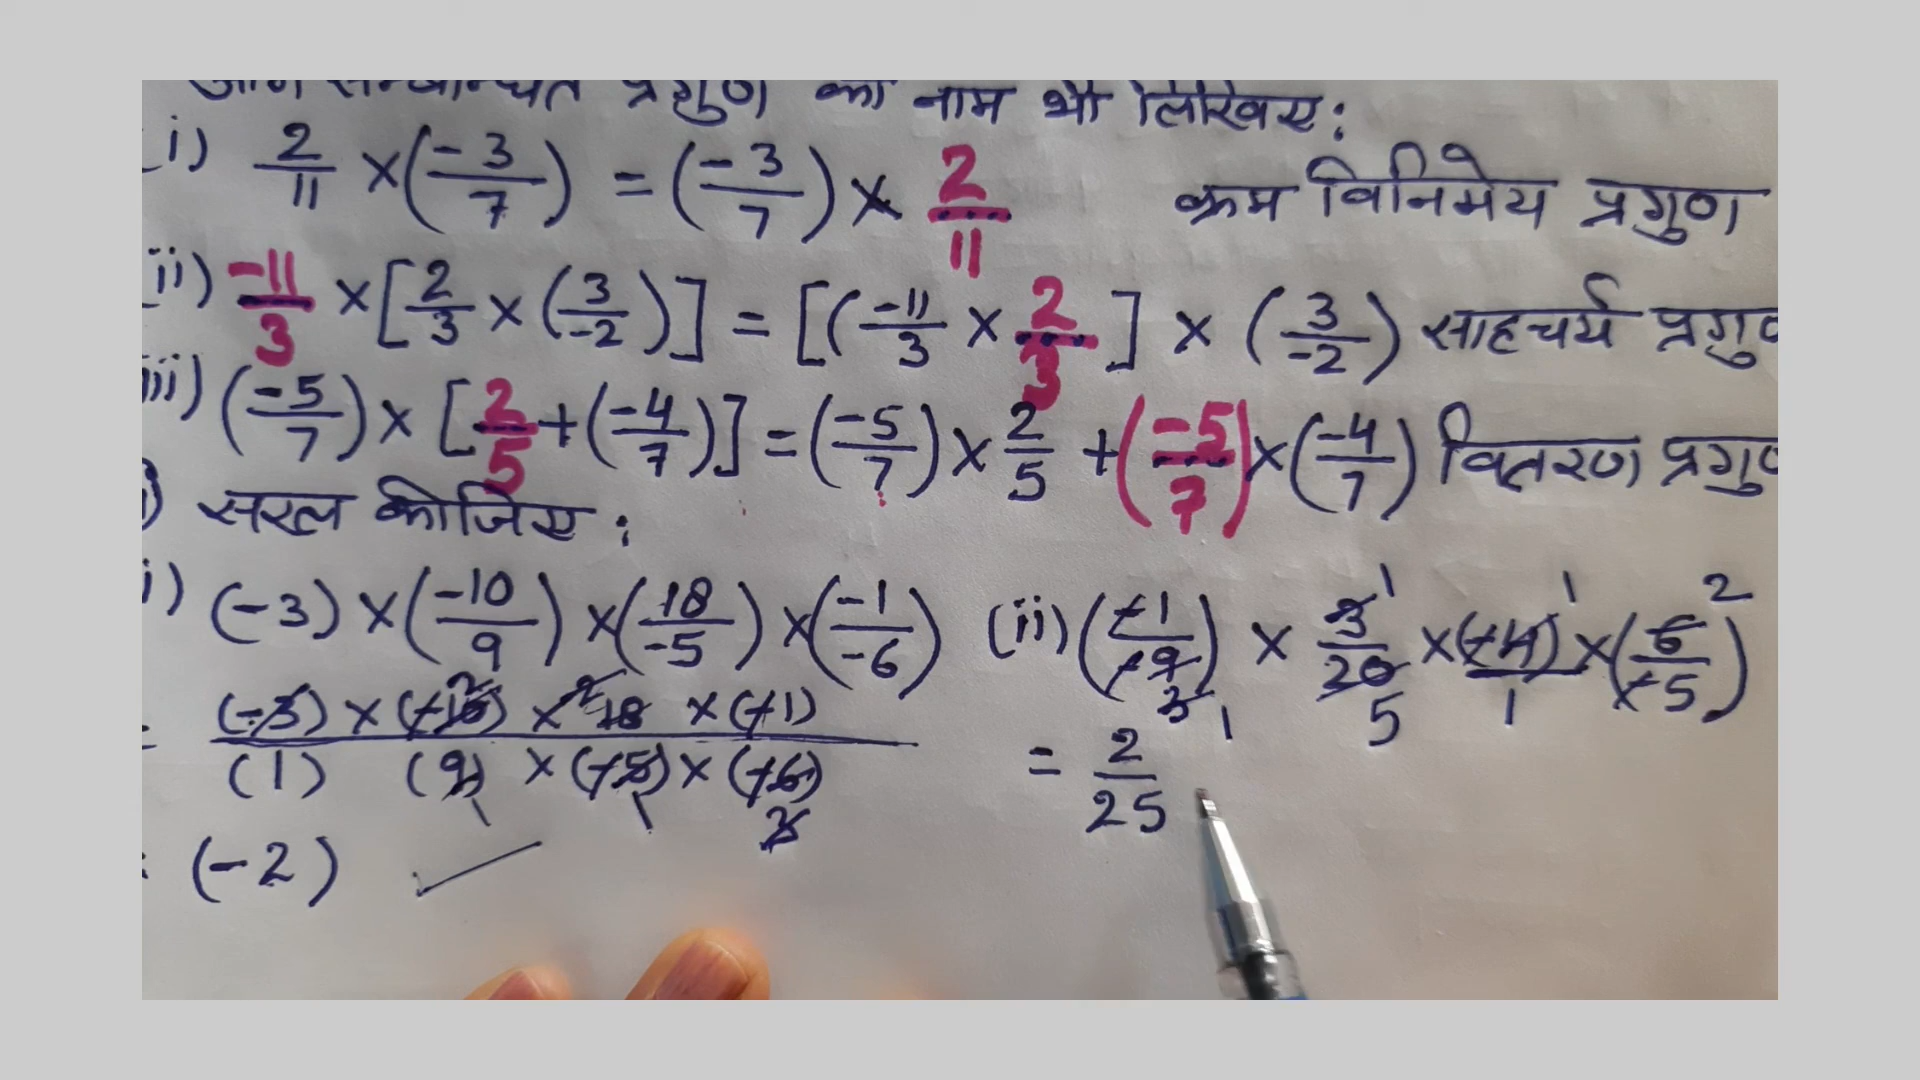 सम्बन्धित प्रगुण का नाम भी लिखिए:
i) 2/11 × (-3/7) = (-3/7) × 2/11 क्रम विनिमेय प्रगुण
ii) -11/3 × [2/3 × (3/-2)] = [(-11/3 × 2/3] × (3/-2) साहचर्य
iii) (-5/7) × [2/5 + (-4/7)] = (-5/7) × 2/5 + (-5/7) × (-4/7) वितरण
सरल कीजिए:
i) (-3) × (-10/9) × (18/-5) × (-1/-6)
(-3) × (-10) × 18 × (-1) / (1) (9) × (-5) × (-6)
= (-2)
(ii) (-1/-9) × 3/20 × (-4)/1 × (6/-5)
= 2/25